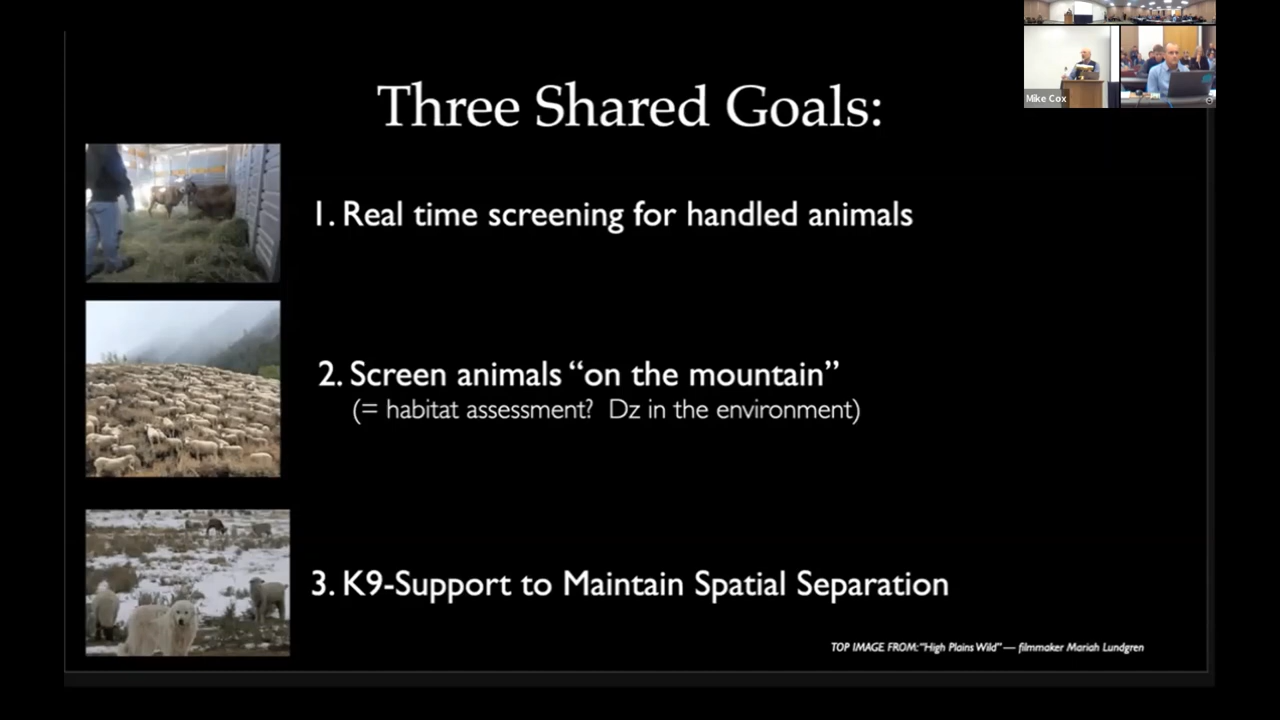 Mike Cox
Three Shared Goals:
1. Real time screening for handled animals
2. Screen animals “on the mountain”
(= habitat assessment? Dz in the environment)
3. K9-Support to Maintain Spatial Separation
TOP IMAGE FROM: “High Plains Wild” — filmmaker Mariah Lundgren